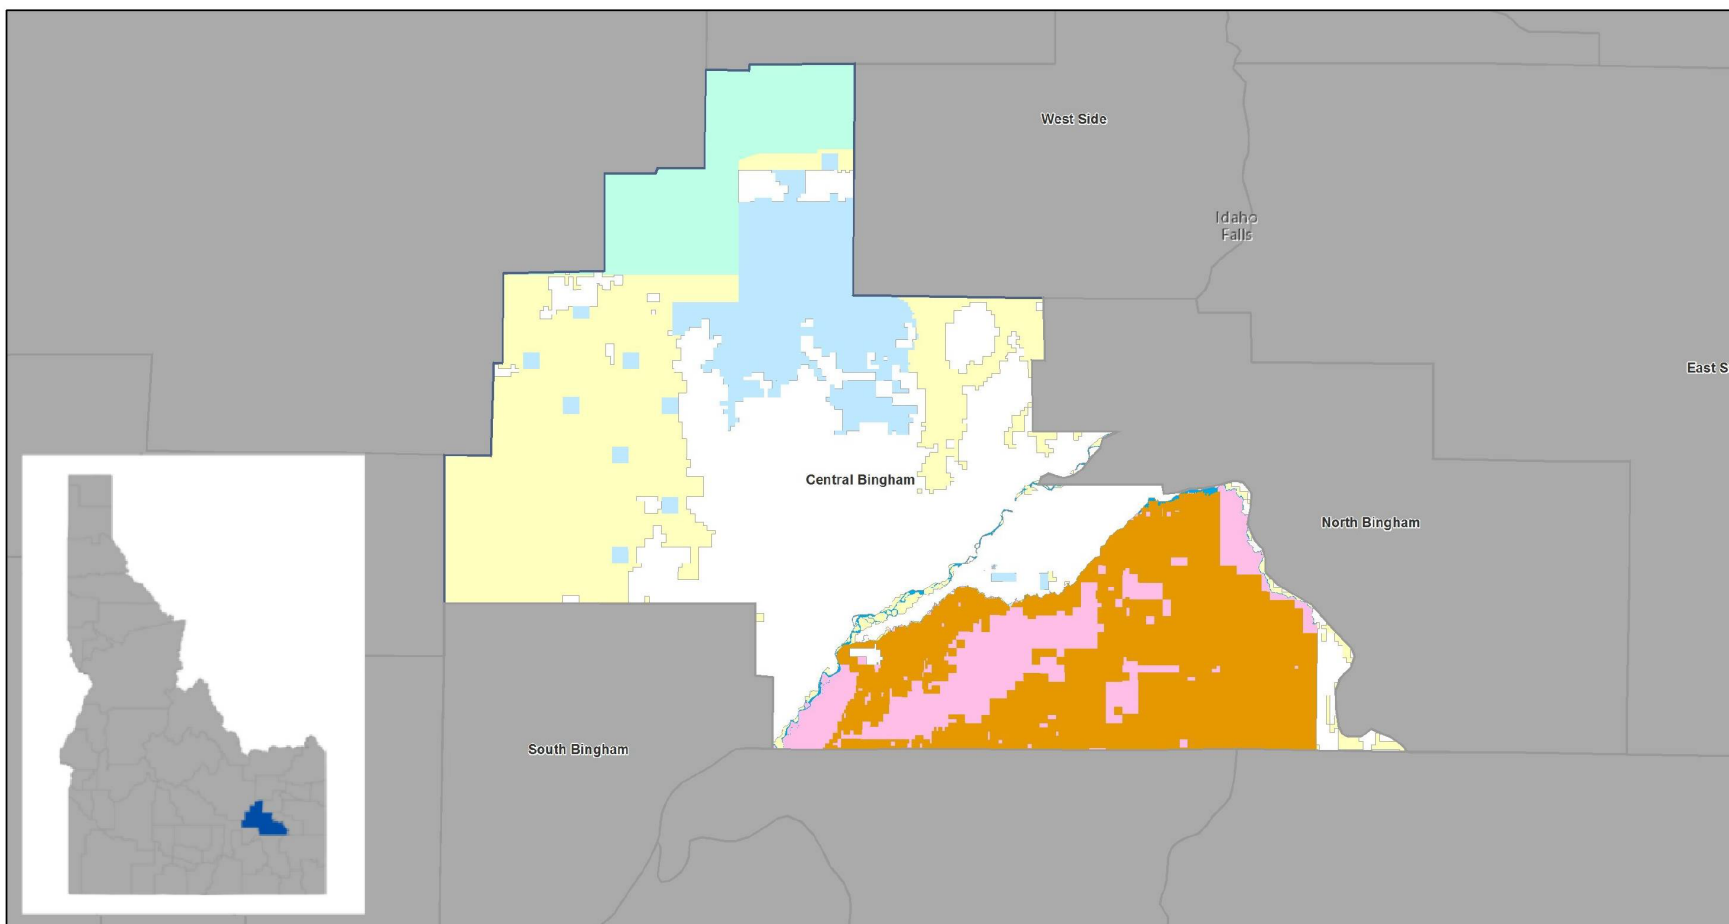 West Side
Idaho
Falls
East S
Central Bingham
North Bingham
South Bingham